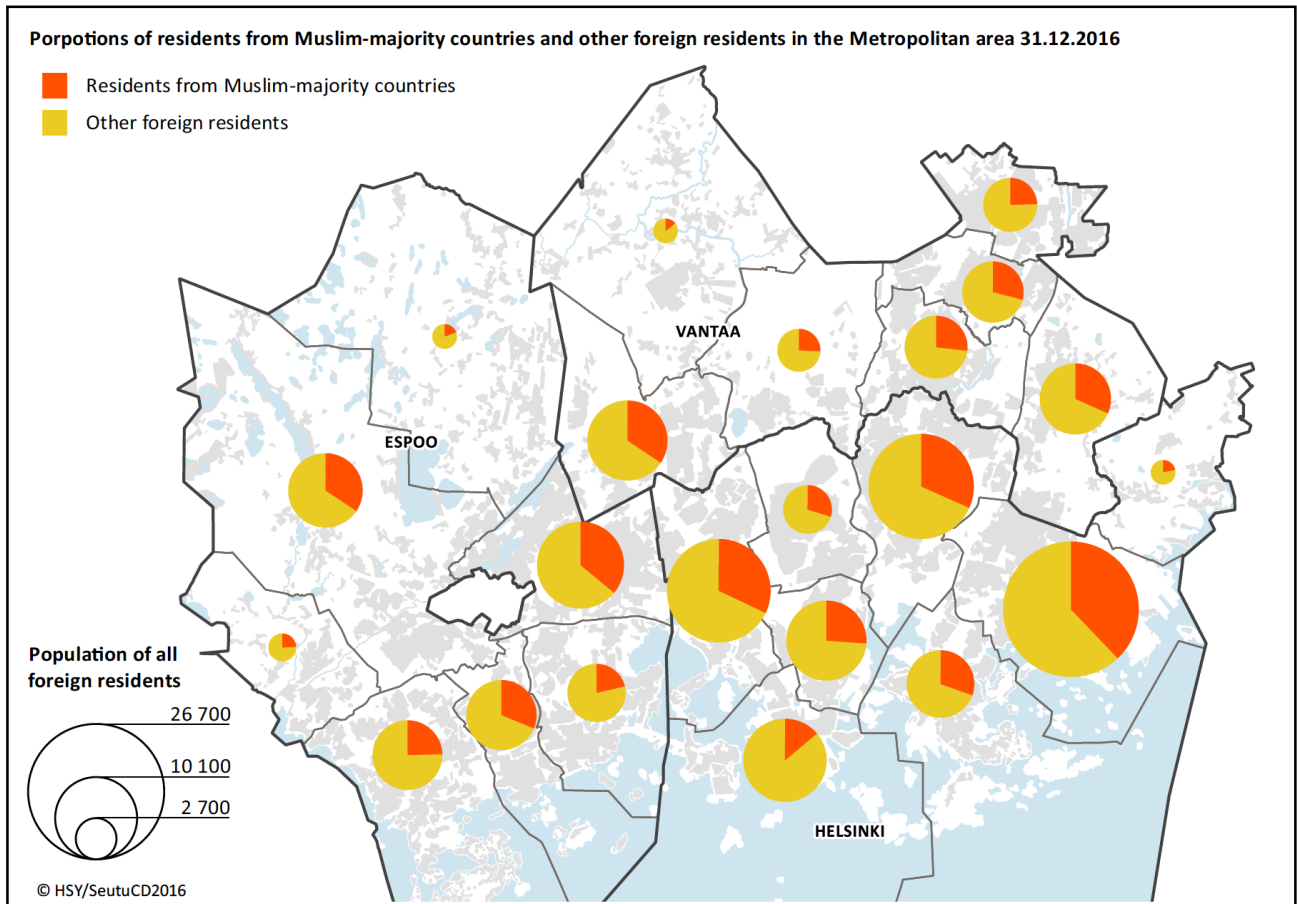 Porpotions of residents from Muslim-majority countries and other foreign residents in the Metropolitan area 31.12.2016
Residents from Muslim-majority countries
Other foreign residents
VANTAA
ESPOO
HELSINKI
Population of all
foreign residents
26 700
10 100
2 700
© HSY/SeutuCD2016